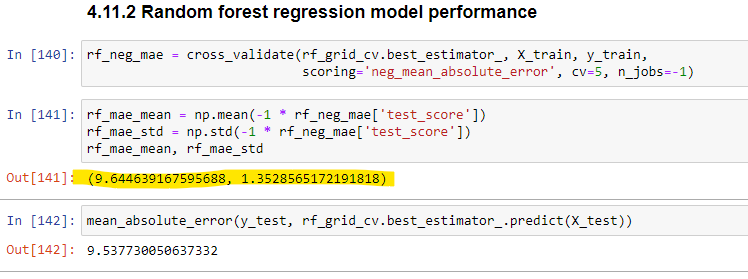 4.11.2 Random forest regression model performance
In [140]: rf_neg_mae = cross_validate(rf_grid_cv.best_estimator_, X_train, y_train,
scoring='neg_mean_absolute_error', cv=5, n_jobs=-1)
In [141]: rf_mae_mean = np.mean(-1 * rf_neg_mae['test_score'])
rf_mae_std = np.std(-1 * rf_neg_mae['test_score'])
rf_mae_mean, rf_mae_std
Out[141]: (9.644639167595688, 1.3528565172191818)
In [142]: mean_absolute_error(y_test, rf_grid_cv.best_estimator_.predict(X_test))
Out[142]: 9.537730050637332